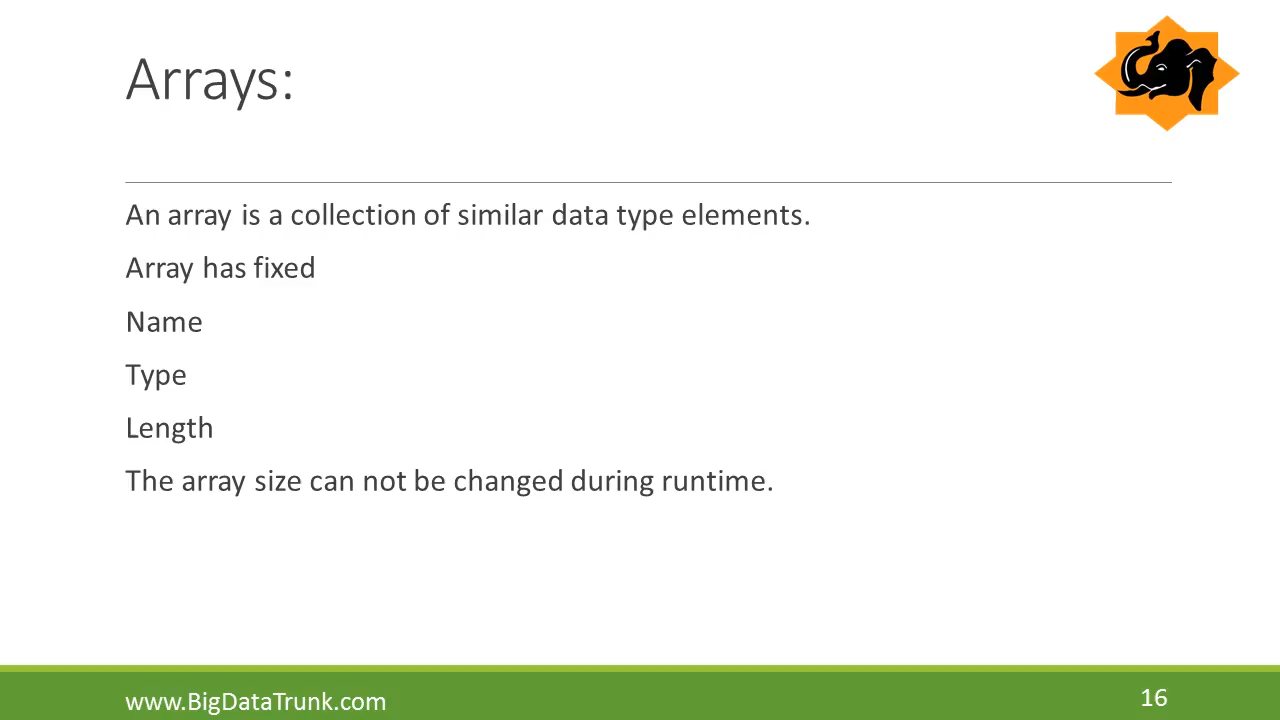 Arrays:
An array is a collection of similar data type elements.
Array has fixed
Name
Type
Length
The array size can not be changed during runtime.
www.BigDataTrunk.com
16